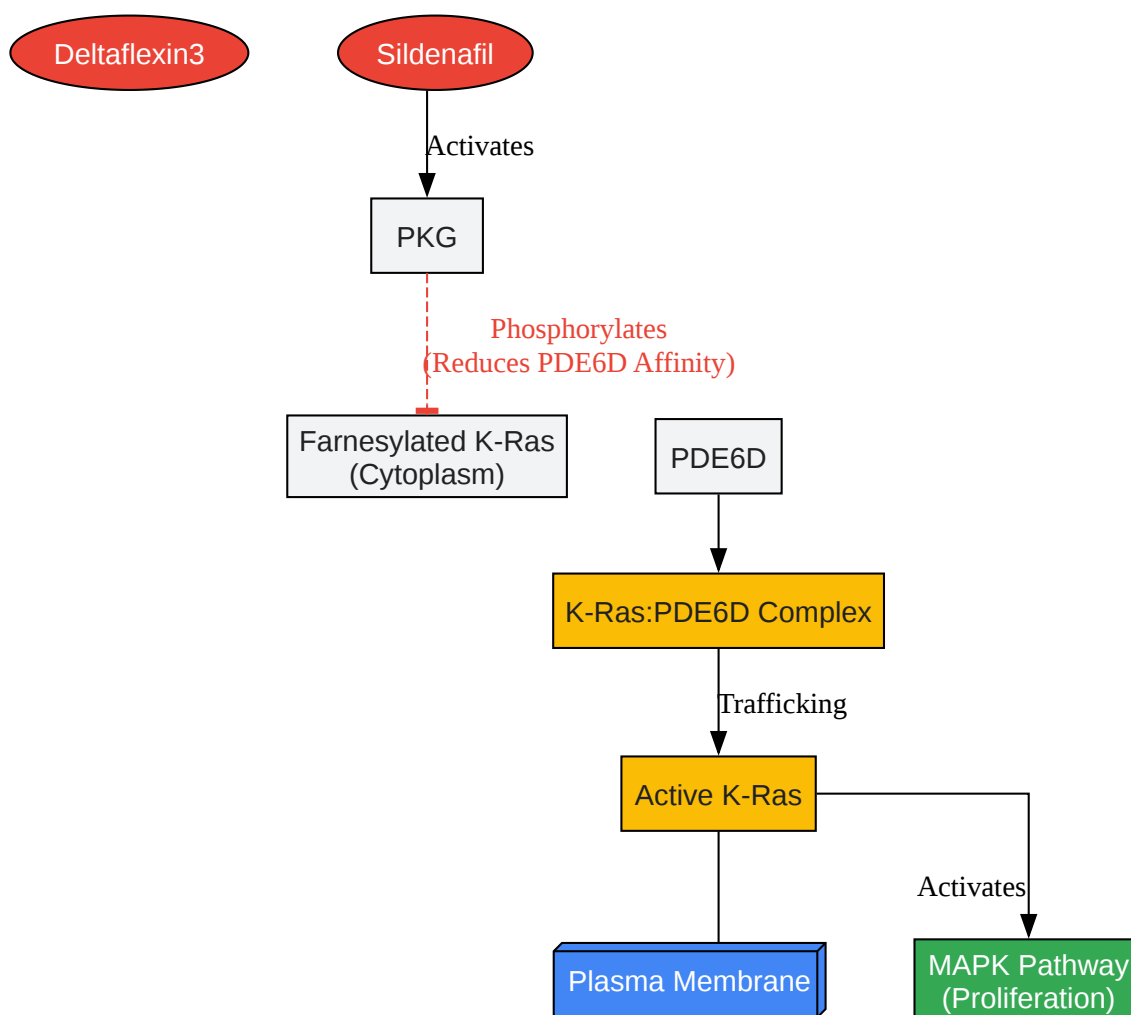 Deltaflexin3
Sildenafil
Activates
PKG
Phosphorylates
(Reduces PDE6D Affinity)
Farnesylated K-Ras
(Cytoplasm)
PDE6D
K-Ras:PDE6D Complex
Trafficking
Active K-Ras
Activates
Plasma Membrane
MAPK Pathway
(Proliferation)